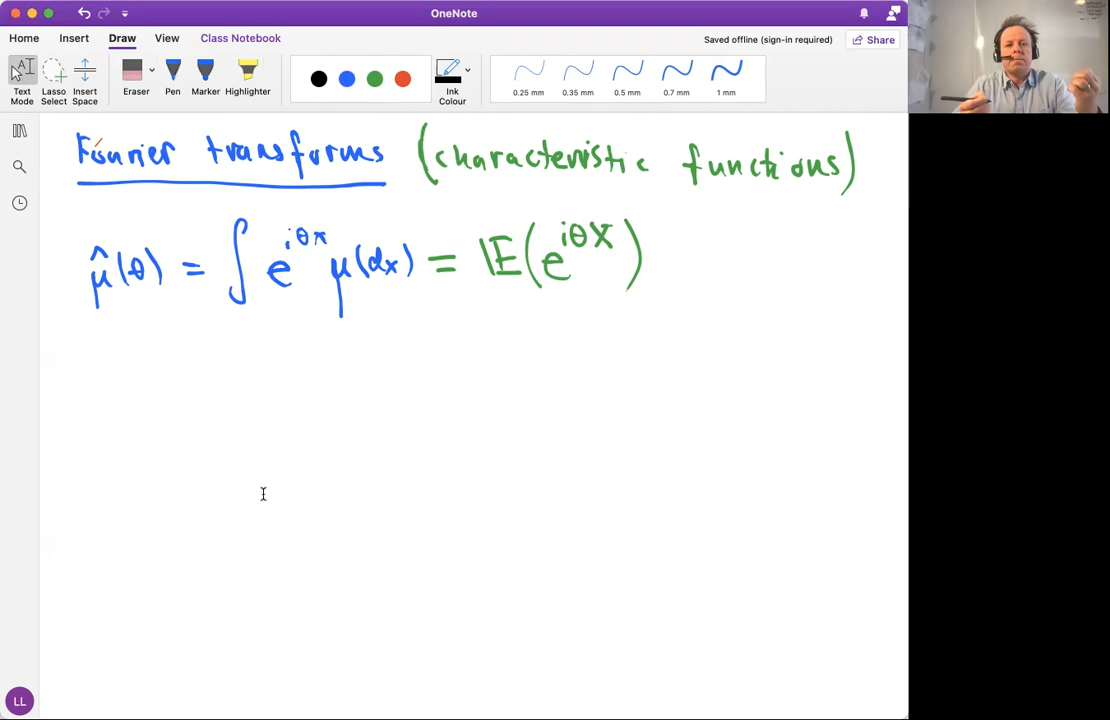 OneNote
Home Insert Draw View Class Notebook
Saved offline (sign-in required) Share
Text Mode
Lasso Select
Insert Space
Eraser
Pen
Marker
Highlighter
Ink Colour
0.25 mm 0.35 mm 0.5 mm 0.7 mm 1 mm
Fourier transforms (characteristic functions)
μ̂(θ) = ∫ e^{iθx} μ(dx) = 𝔼(e^{iθX})
LL